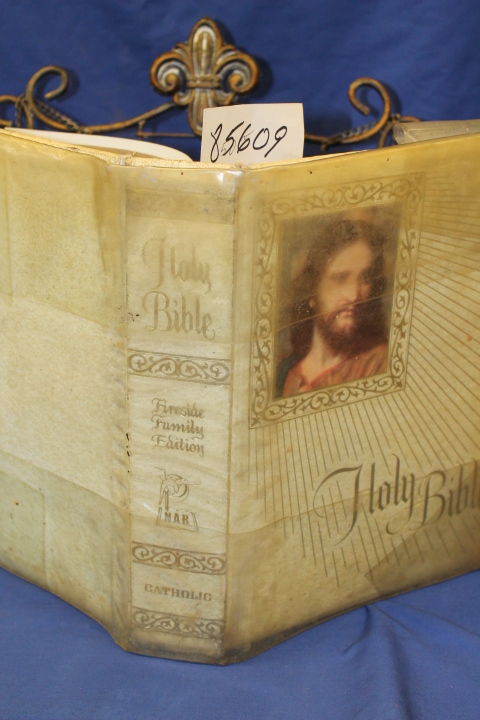 85609
Holy
Bible
Fireside
Family
Edition
NAB
CATHOLIC
Holy Bible